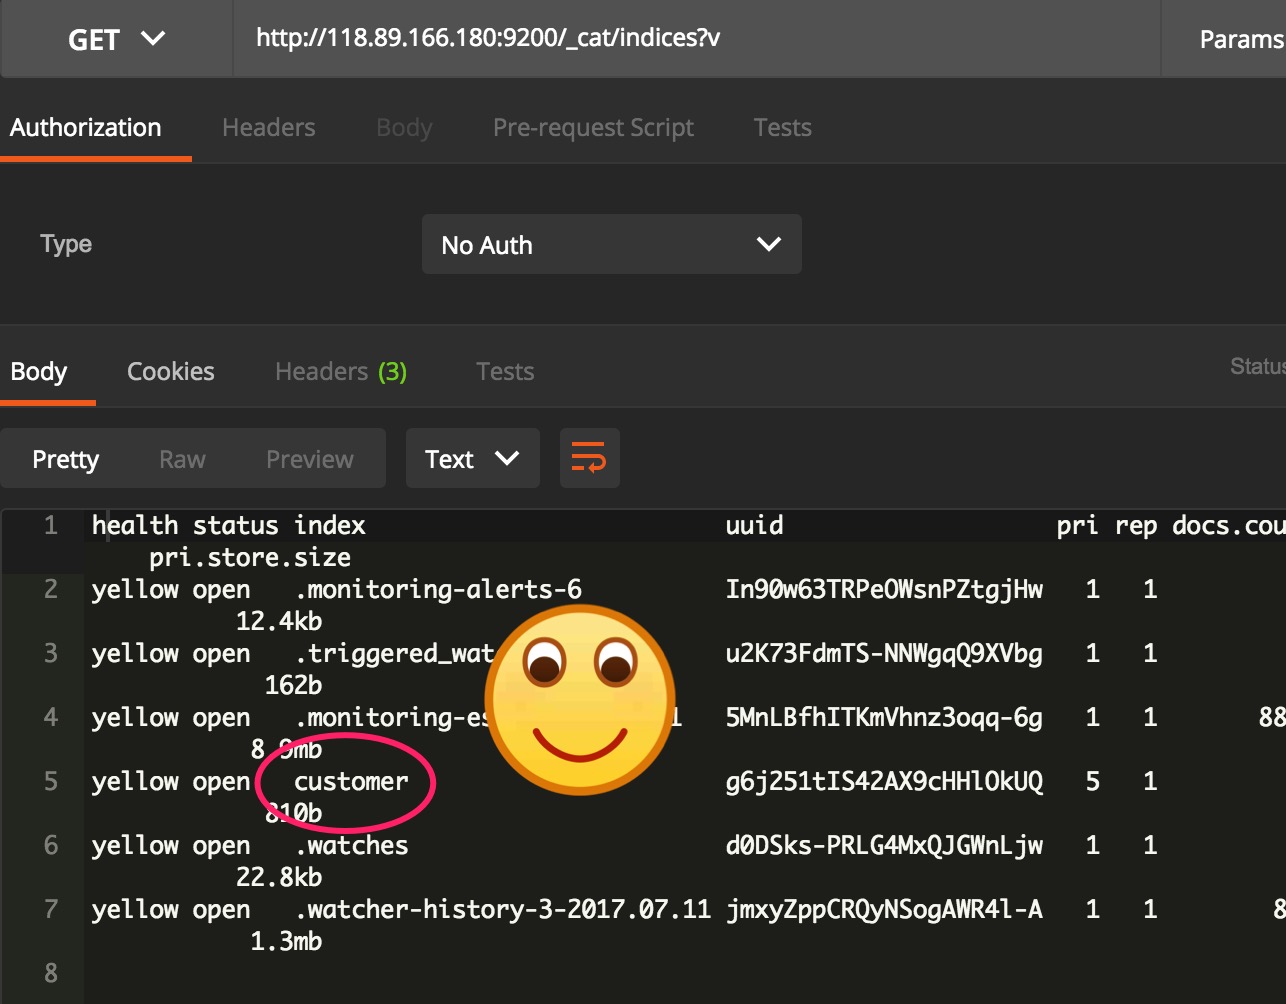 GET http://118.89.166.180:9200/_cat/indices?v Params
Authorization Headers Body Pre-request Script Tests
Type No Auth
Body Cookies Headers (3) Tests Status
Pretty Raw Preview Text
1 health status index uuid pri rep docs.cou
pri.store.size
2 yellow open .monitoring-alerts-6 In90w63TRPeOWsnPZtgjHw 1 1
12.4kb
3 yellow open .triggered_wat u2K73FdmTS-NNWgqQ9XVbg 1 1
162b
4 yellow open .monitoring-es 1 5MnLBfhITKmVhnz3oqq-6g 1 1 88
8.9mb
5 yellow open customer g6j251tIS42AX9cHHlOkUQ 5 1
810b
6 yellow open .watches d0DSks-PRLG4MxQJGWnLjw 1 1
22.8kb
7 yellow open .watcher-history-3-2017.07.11 jmxyZppCRQyNSogAWR4l-A 1 1 8
1.3mb
8